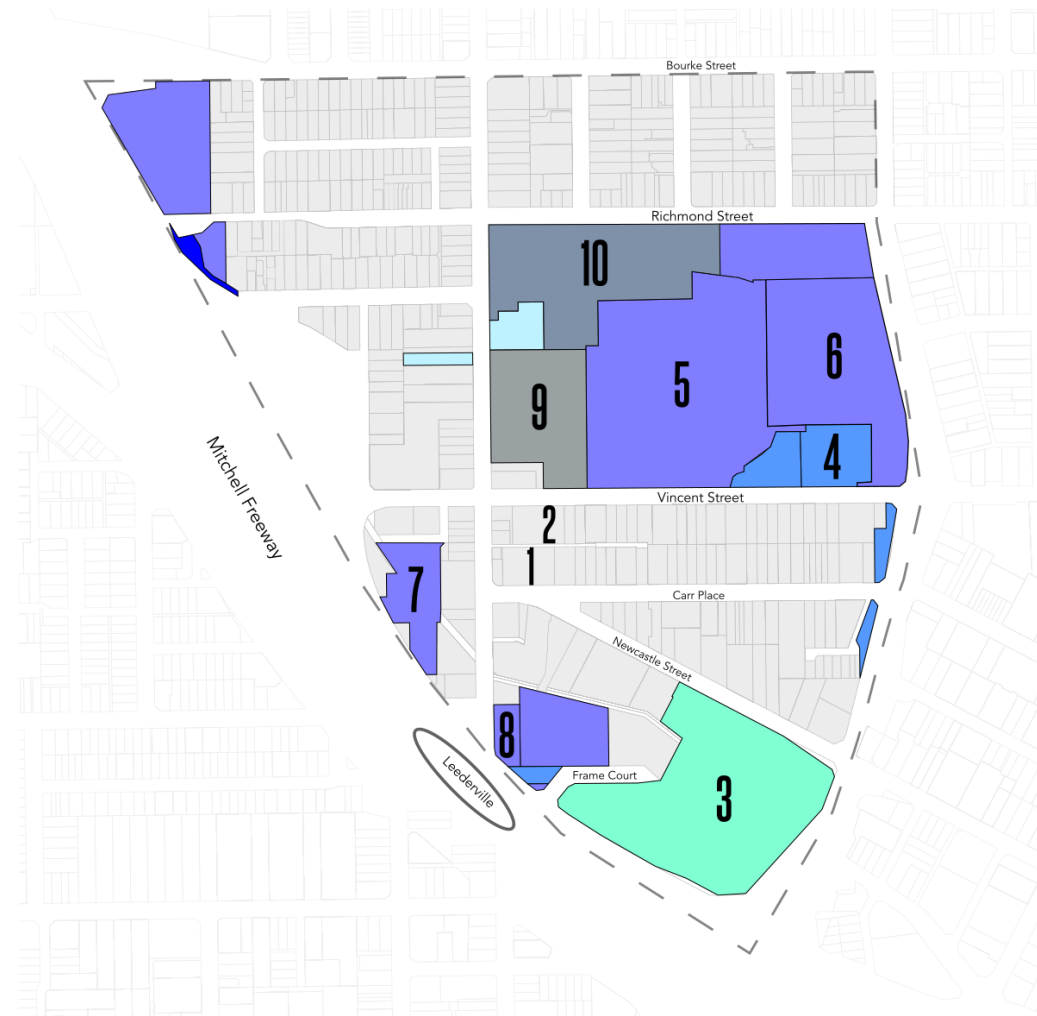 Bourke Street
Richmond Street
10
6
5
9
4
Mitchell Freeway
Vincent Street
2
1
7
Carr Place
Newcastle Street
8
Leederville
Frame Court
3